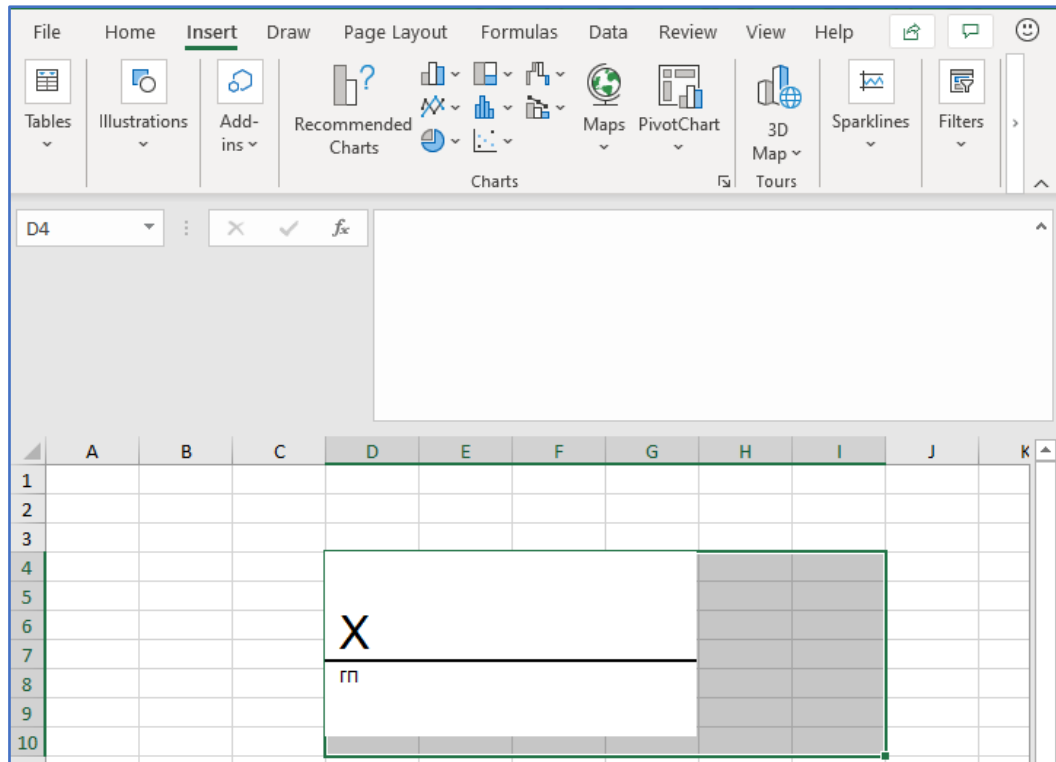 File Home Insert Draw Page Layout Formulas Data Review View Help
Tables Illustrations Add-ins Recommended Charts Maps PivotChart 3D Map Sparklines Filters
Charts Tours
D4 fx
A B C D E F G H I J K
1
2
3
4
5
6 X
7
8 гп
9
10